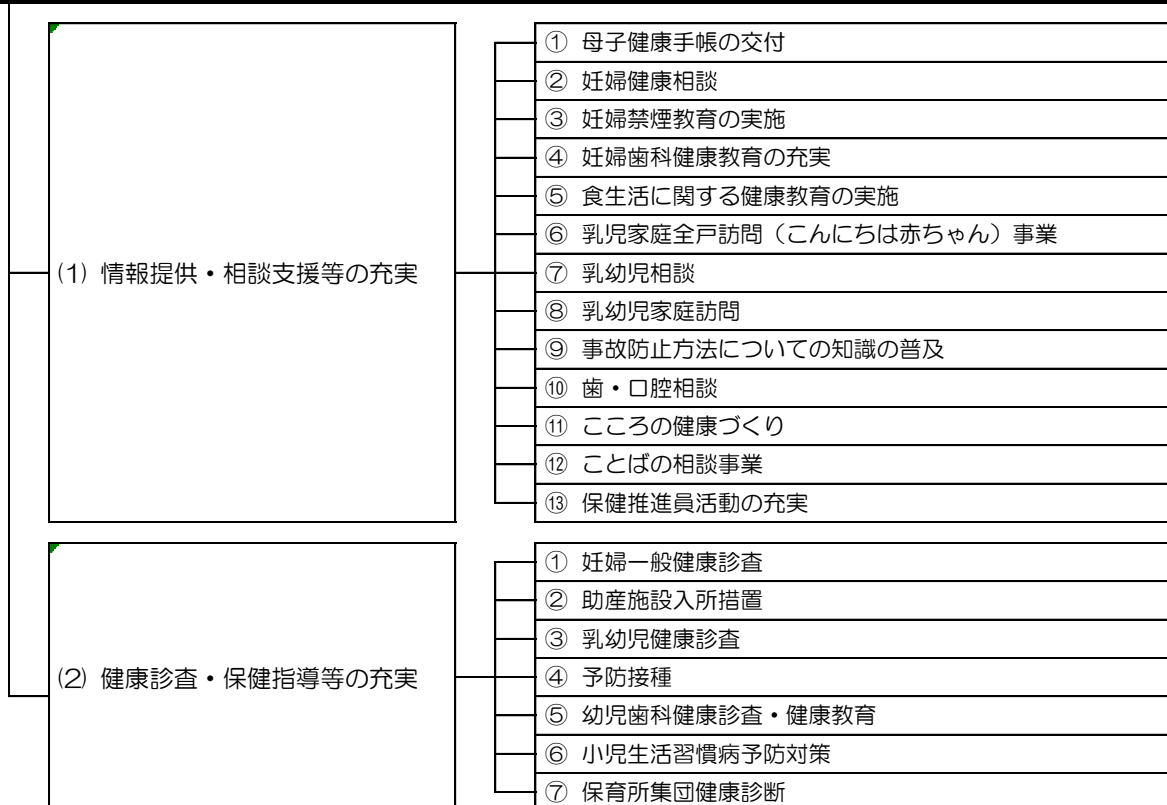 (1) 情報提供・相談支援等の充実
① 母子健康手帳の交付
② 妊婦健康相談
③ 妊婦禁煙教育の実施
④ 妊婦歯科健康教育の充実
⑤ 食生活に関する健康教育の実施
⑥ 乳児家庭全戸訪問（こんにちは赤ちゃん）事業
⑦ 乳幼児相談
⑧ 乳幼児家庭訪問
⑨ 事故防止方法についての知識の普及
⑩ 歯・口腔相談
⑪ こころの健康づくり
⑫ ことばの相談事業
⑬ 保健推進員活動の充実
(2) 健康診査・保健指導等の充実
① 妊婦一般健康診査
② 助産施設入所措置
③ 乳幼児健康診査
④ 予防接種
⑤ 幼児歯科健康診査・健康教育
⑥ 小児生活習慣病予防対策
⑦ 保育所集団健康診断